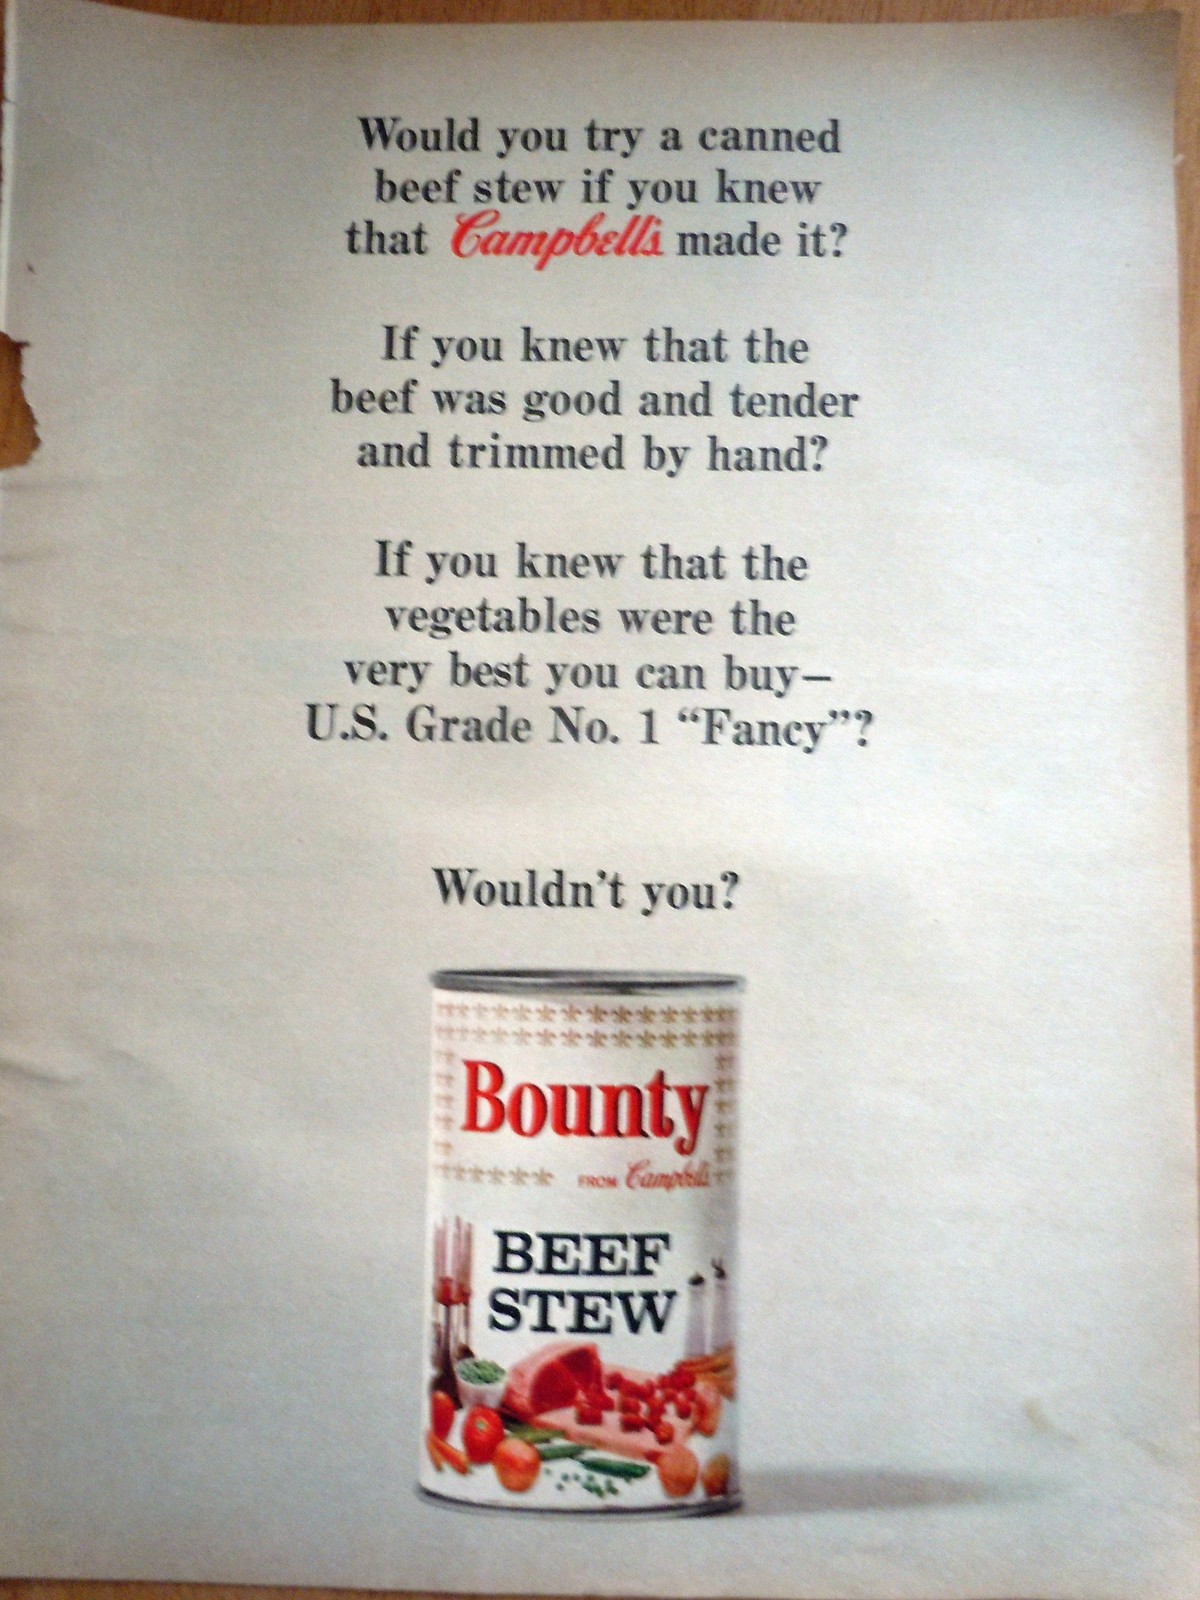 Would you try a canned
beef stew if you knew
that Campbell's made it?
If you knew that the
beef was good and tender
and trimmed by hand?
If you knew that the
vegetables were the
very best you can buy—
U.S. Grade No. 1 “Fancy”?
Wouldn't you?
Bounty
FROM Campbell's
BEEF
STEW